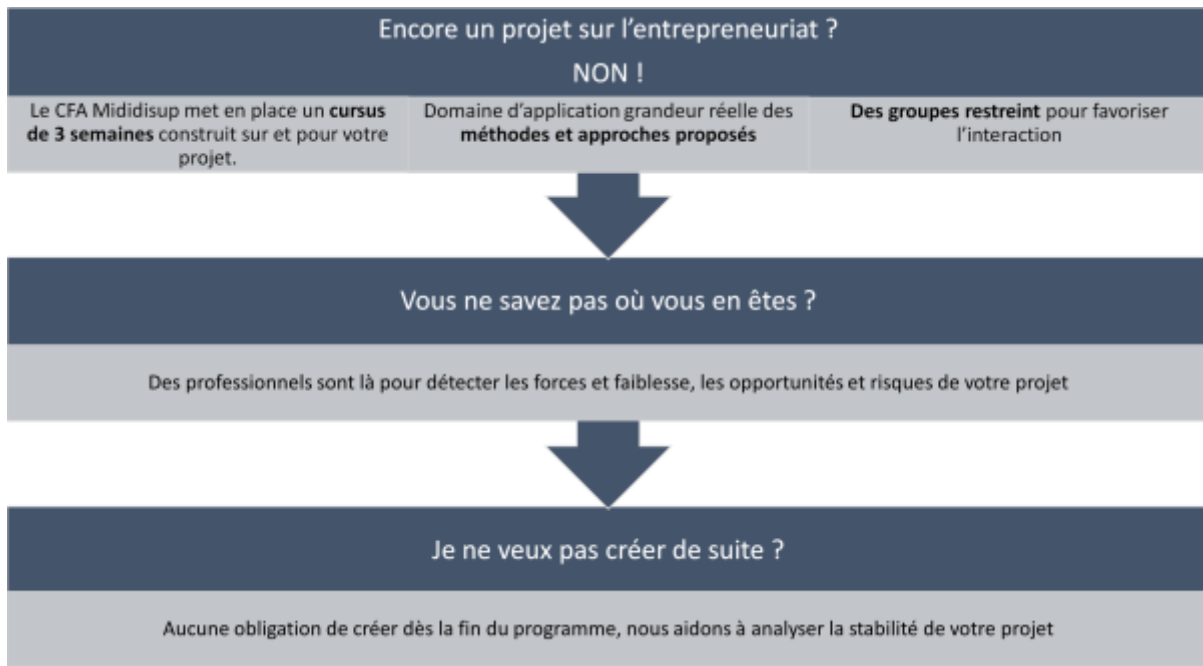 Encore un projet sur l'entrepreneuriat ?
NON !
Le CFA Mididisup met en place un cursus
de 3 semaines construit sur et pour votre
projet.
Domaine d'application grandeur réelle des
méthodes et approches proposés
Des groupes restreint pour favoriser
l'interaction
Vous ne savez pas où vous en êtes ?
Des professionnels sont là pour détecter les forces et faiblesse, les opportunités et risques de votre projet
Je ne veux pas créer de suite ?
Aucune obligation de créer dès la fin du programme, nous aidons à analyser la stabilité de votre projet